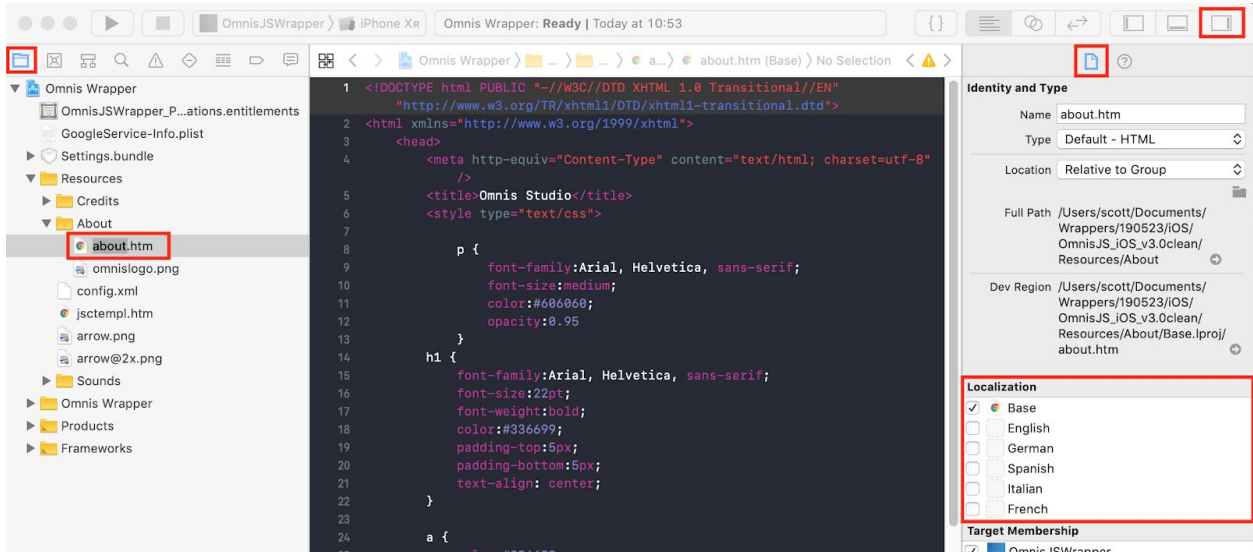 OmnisJSWrapper 〉 iPhone XR
Omnis Wrapper: Ready | Today at 10:53
Omnis Wrapper 〉 ... 〉 ... 〉 a... 〉 about.htm (Base) 〉 No Selection
Omnis Wrapper
OmnisJSWrapper_P...ations.entitlements
GoogleService-Info.plist
Settings.bundle
Resources
Credits
About
about.htm
omnislogo.png
config.xml
jsctempl.htm
arrow.png
arrow@2x.png
Sounds
Omnis Wrapper
Products
Frameworks
1 <!DOCTYPE html PUBLIC "-//W3C//DTD XHTML 1.0 Transitional//EN"
"http://www.w3.org/TR/xhtml1/DTD/xhtml1-transitional.dtd">
2 <html xmlns="http://www.w3.org/1999/xhtml">
3 <head>
4 <meta http-equiv="Content-Type" content="text/html; charset=utf-8"
/>
5 <title>Omnis Studio</title>
6 <style type="text/css">
7
8 p {
9 font-family:Arial, Helvetica, sans-serif;
10 font-size:medium;
11 color:#606060;
12 opacity:0.95
13 }
14 h1 {
15 font-family:Arial, Helvetica, sans-serif;
16 font-size:22pt;
17 font-weight:bold;
18 color:#336699;
19 padding-top:5px;
20 padding-bottom:5px;
21 text-align: center;
22 }
23
24 a {
Identity and Type
Name about.htm
Type Default - HTML
Location Relative to Group
Full Path /Users/scott/Documents/
Wrappers/190523/iOS/
OmnisJS_iOS_v3.0clean/
Resources/About
Dev Region /Users/scott/Documents/
Wrappers/190523/iOS/
OmnisJS_iOS_v3.0clean/
Resources/About/Base.lproj/
about.htm
Localization
Base
English
German
Spanish
Italian
French
Target Membership
OmnisJSWrapper